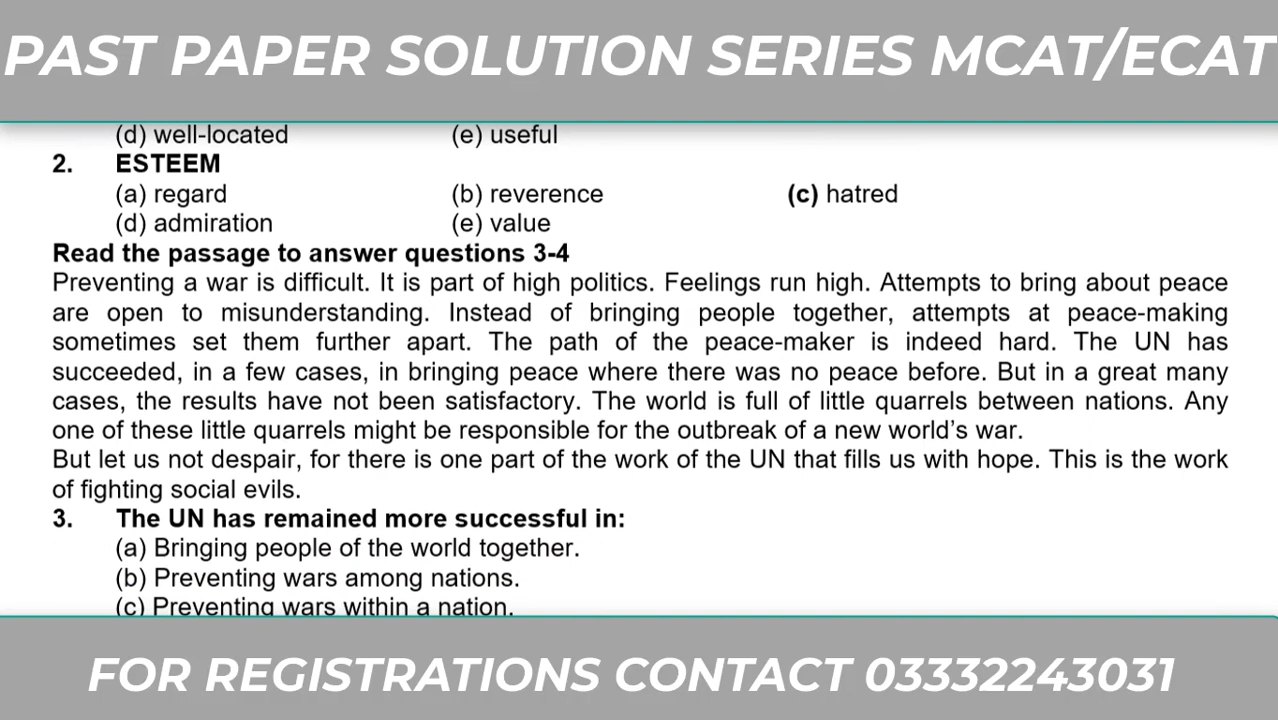 PAST PAPER SOLUTION SERIES MCAT/ECAT
(d) well-located (e) useful
2. ESTEEM
(a) regard (b) reverence (c) hatred
(d) admiration (e) value
Read the passage to answer questions 3-4
Preventing a war is difficult. It is part of high politics. Feelings run high. Attempts to bring about peace
are open to misunderstanding. Instead of bringing people together, attempts at peace-making
sometimes set them further apart. The path of the peace-maker is indeed hard. The UN has
succeeded, in a few cases, in bringing peace where there was no peace before. But in a great many
cases, the results have not been satisfactory. The world is full of little quarrels between nations. Any
one of these little quarrels might be responsible for the outbreak of a new world's war.
But let us not despair, for there is one part of the work of the UN that fills us with hope. This is the work
of fighting social evils.
3. The UN has remained more successful in:
(a) Bringing people of the world together.
(b) Preventing wars among nations.
(c) Preventing wars within a nation.
FOR REGISTRATIONS CONTACT 03332243031